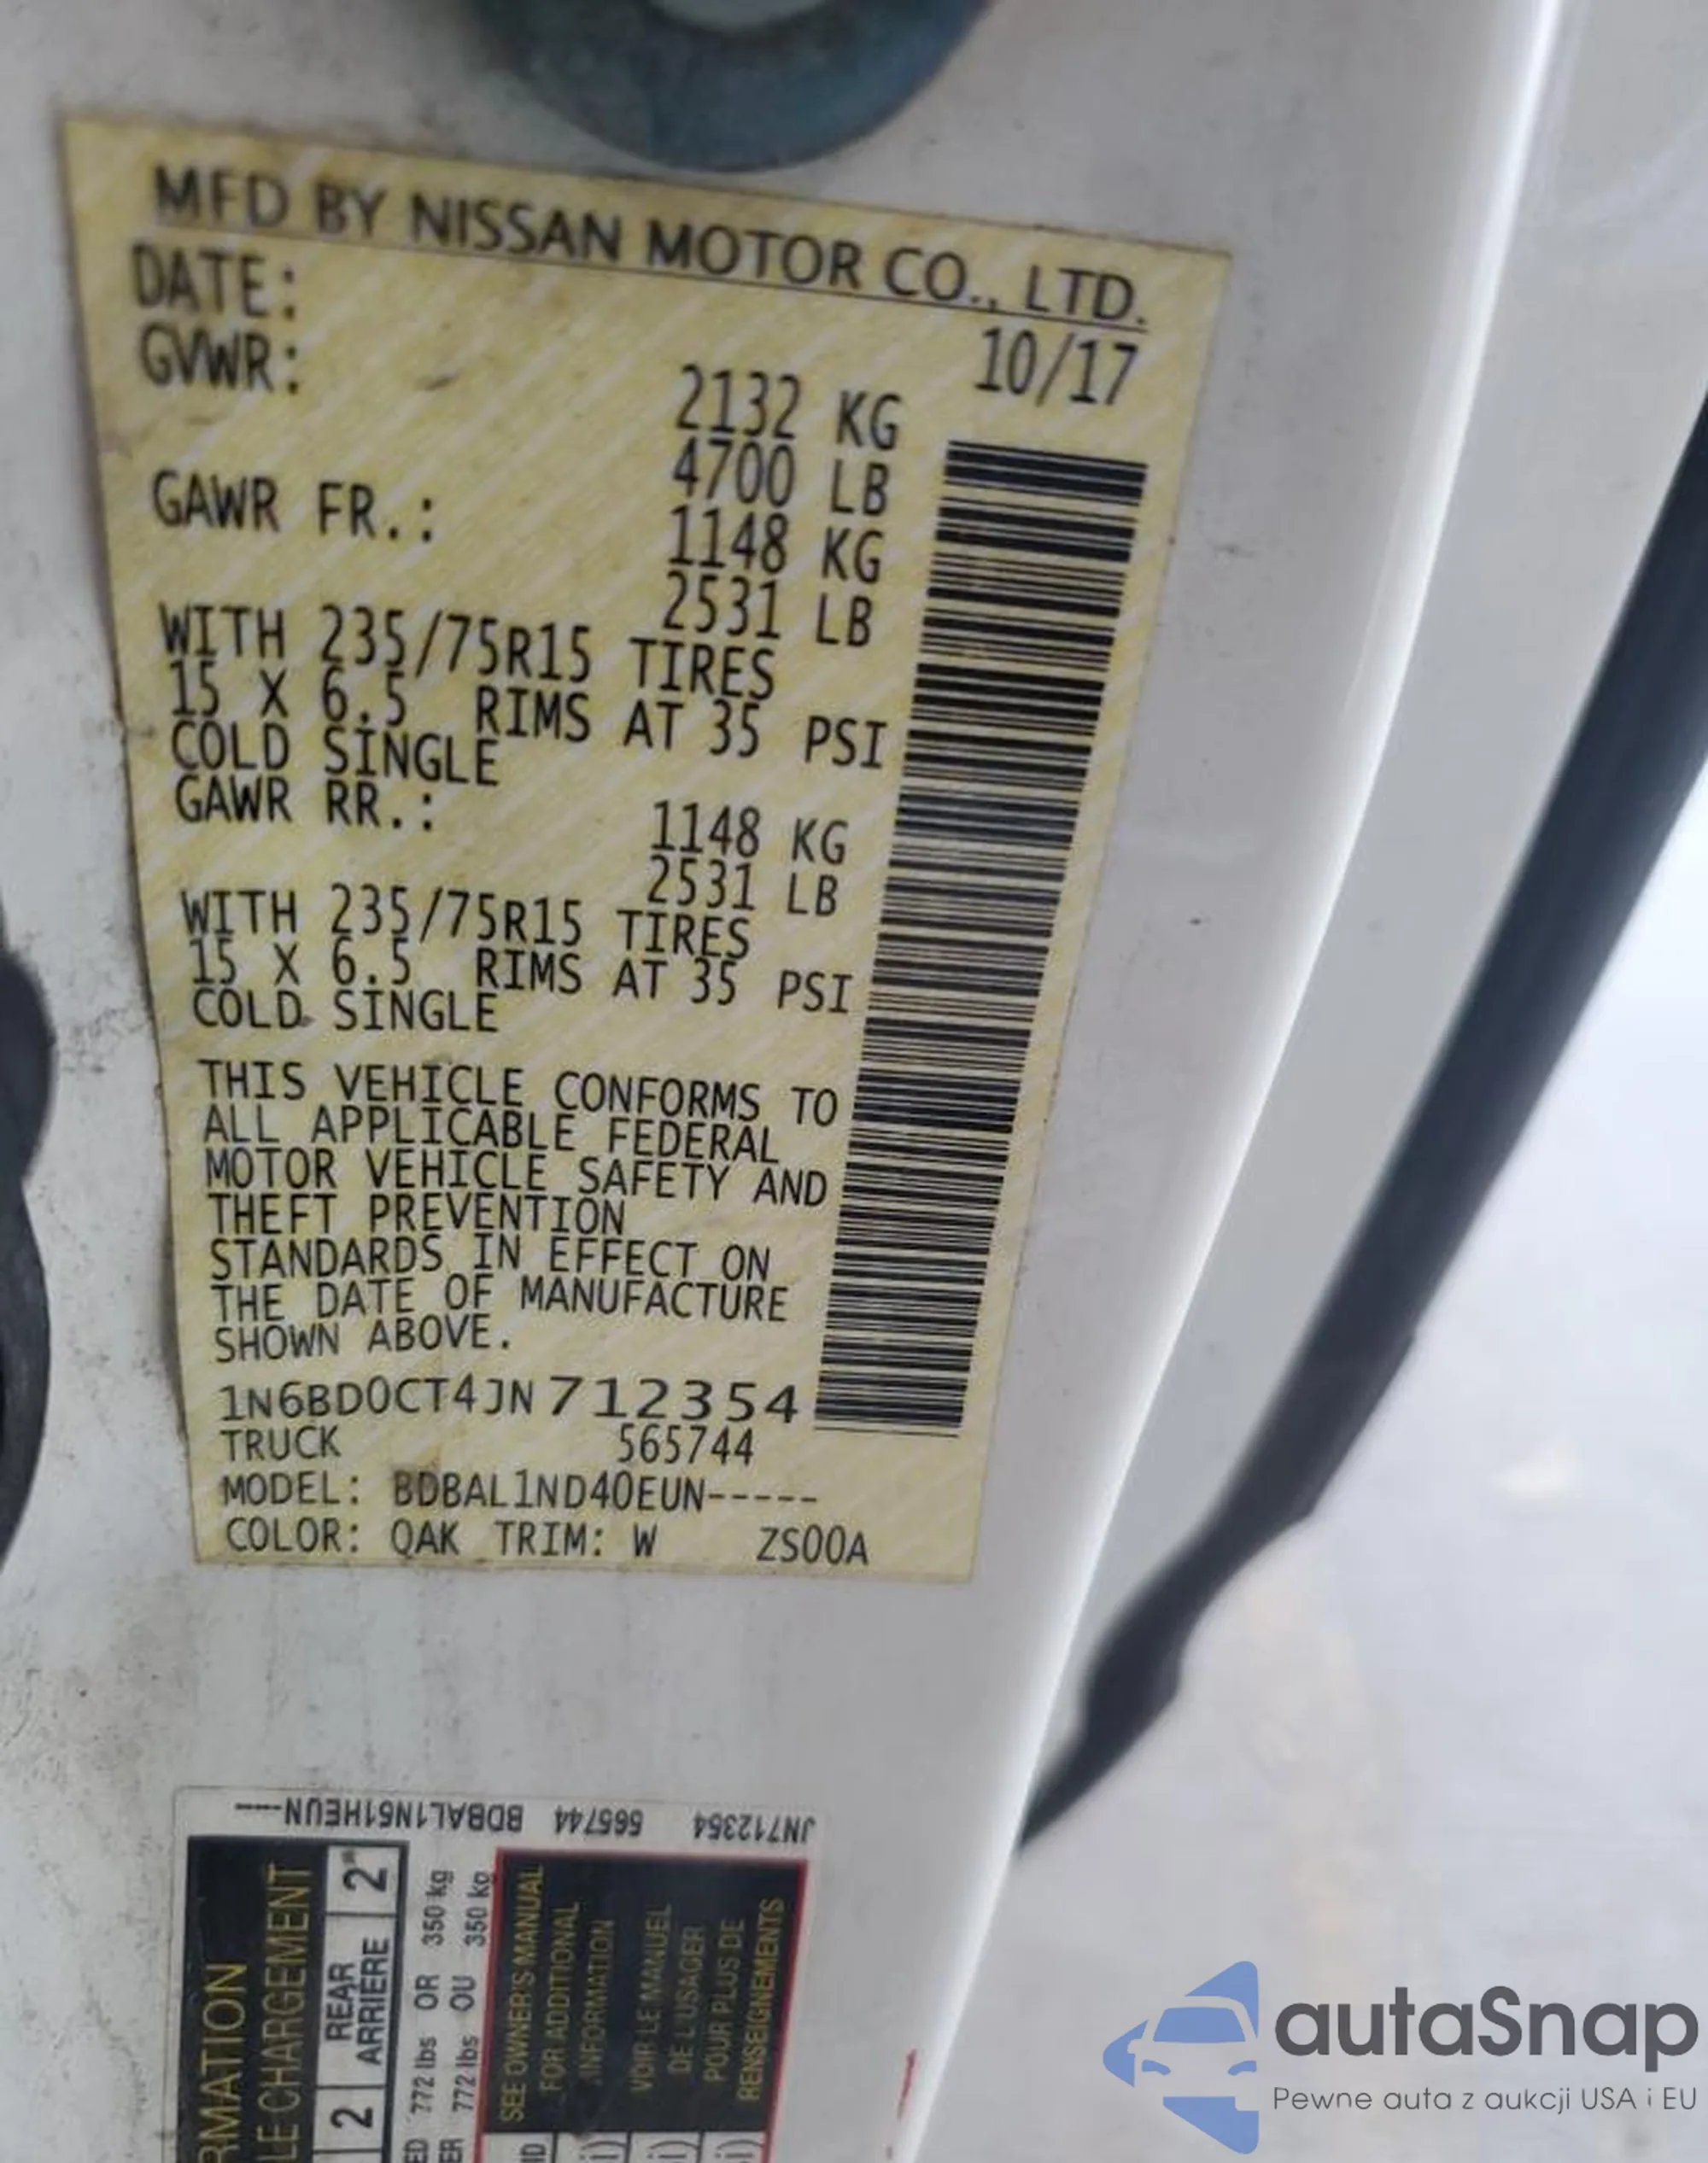 MFD BY NISSAN MOTOR CO., LTD.
DATE: 10/17
GVWR: 2132 KG
4700 LB
GAWR FR.: 1148 KG
2531 LB
WITH 235/75R15 TIRES
15 X 6.5 RIMS AT 35 PSI
COLD SINGLE
GAWR RR.: 1148 KG
2531 LB
WITH 235/75R15 TIRES
15 X 6.5 RIMS AT 35 PSI
COLD SINGLE
THIS VEHICLE CONFORMS TO
ALL APPLICABLE FEDERAL
MOTOR VEHICLE SAFETY AND
THEFT PREVENTION
STANDARDS IN EFFECT ON
THE DATE OF MANUFACTURE
SHOWN ABOVE.
1N6BD0CT4JN712354
TRUCK 565744
MODEL: BDBAL1ND40EUN-----
COLOR: QAK TRIM: W ZS00A
JN712354 565744 BDBAL1N61HEUN----
RMATION
LE CHARGEMENT
2 REAR 2
ARRIÈRE
772 lbs OR 350 kg
772 lbs OU 350 kg
SEE OWNER'S MANUAL
FOR ADDITIONAL
INFORMATION
VOIR LE MANUEL
DE L'USAGER
POUR PLUS DE
RENSEIGNEMENTS
autaSnap
Pewne auta z aukcji USA i EU